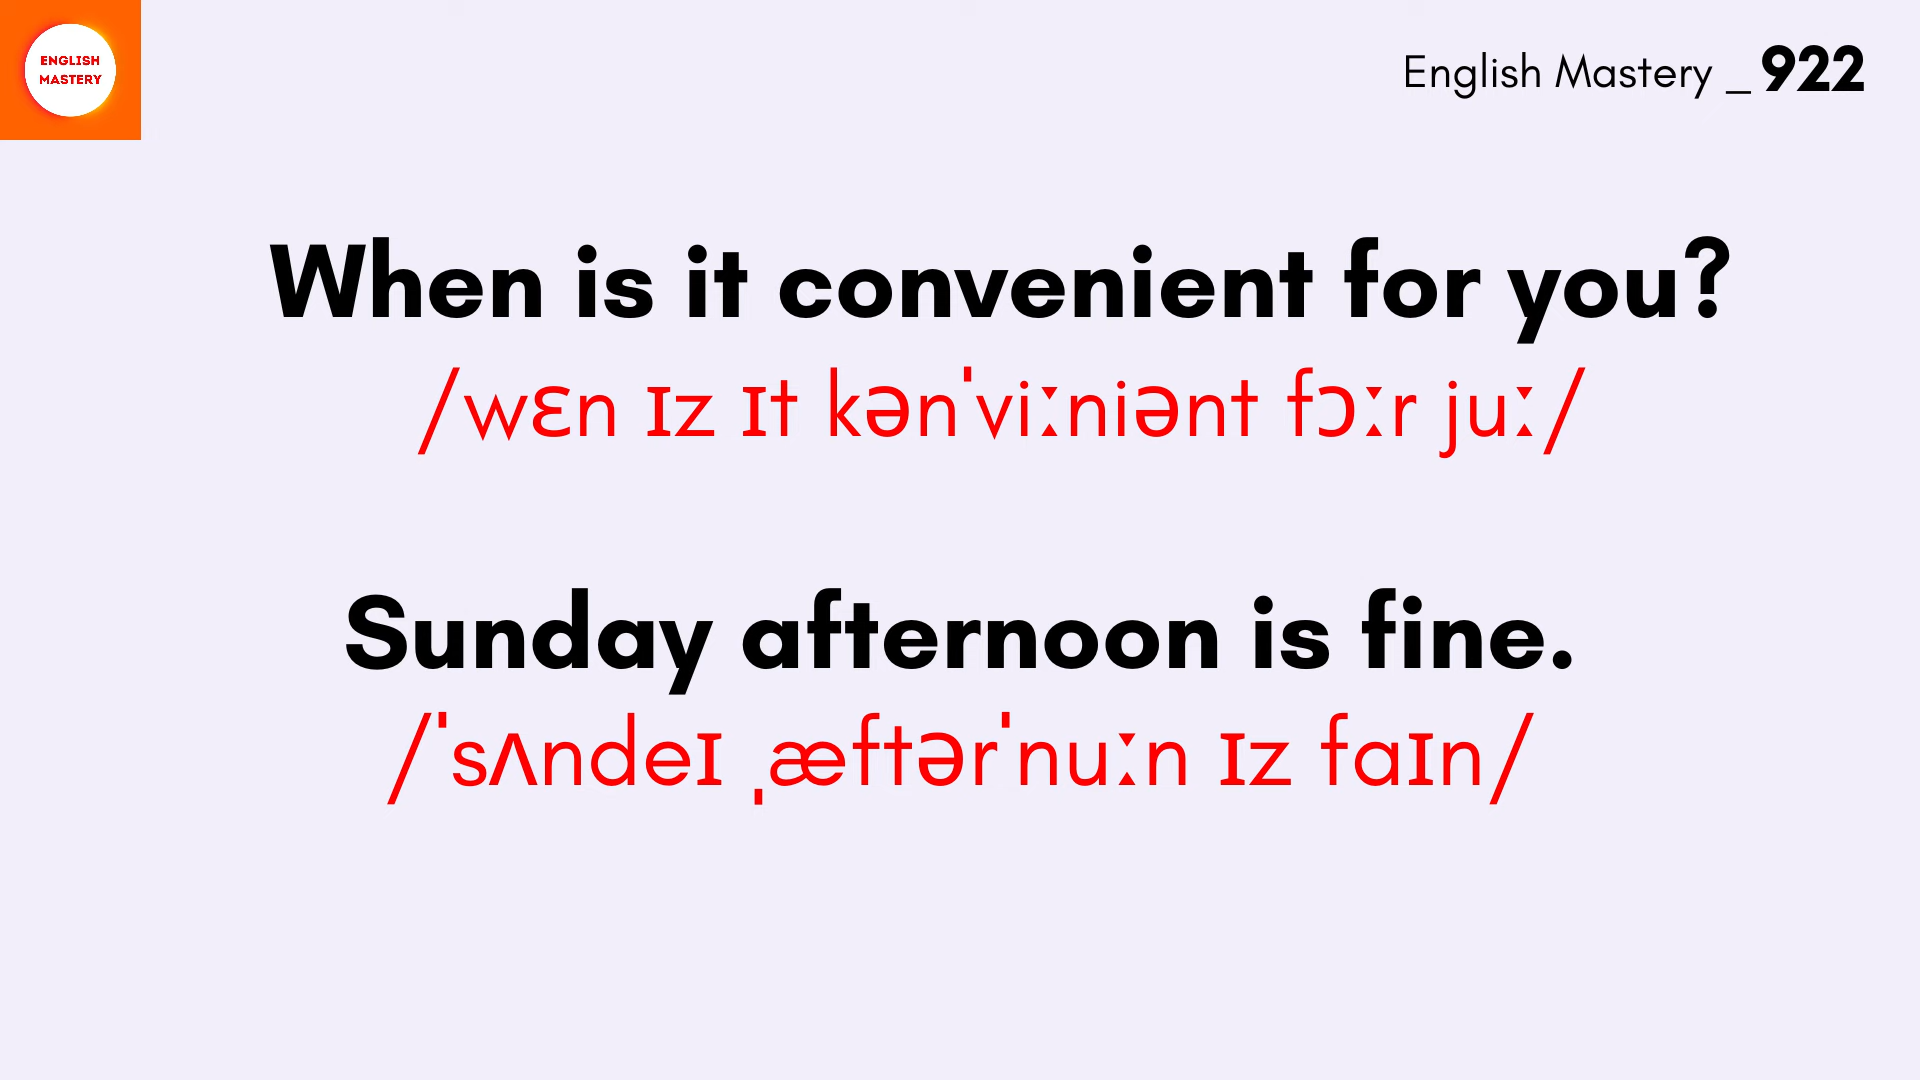 ENGLISH
MASTERY
English Mastery _ 922
When is it convenient for you?
/wɛn ɪz ɪt kənˈviːniənt fɔːr juː/
Sunday afternoon is fine.
/ˈsʌndeɪ ˌæftərˈnuːn ɪz faɪn/